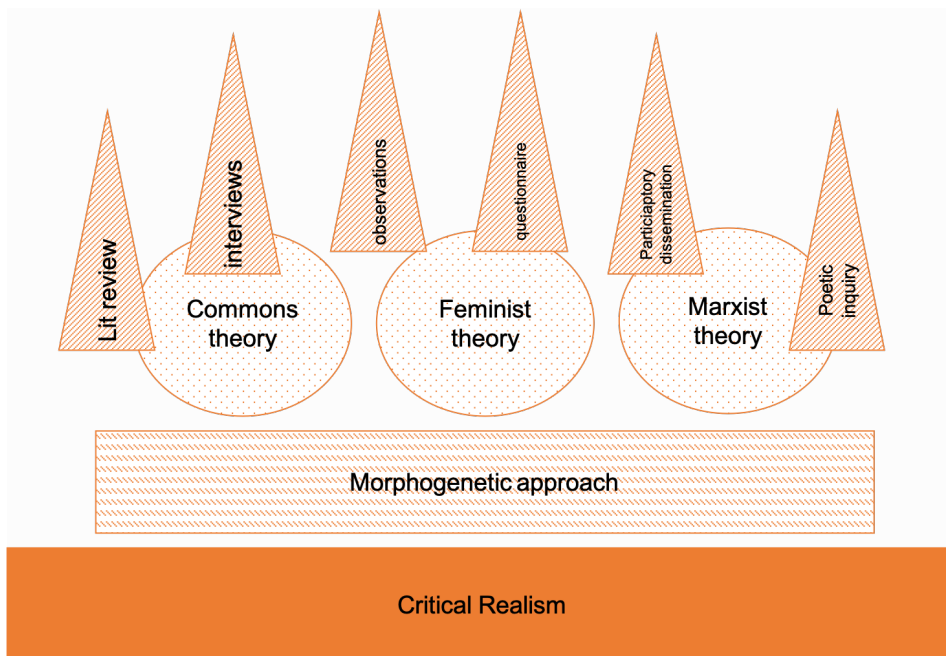 Lit review
interviews
observations
questionnaire
Particiaptory
dissemination
Poetic
inquiry
Commons
theory
Feminist
theory
Marxist
theory
Morphogenetic approach
Critical Realism